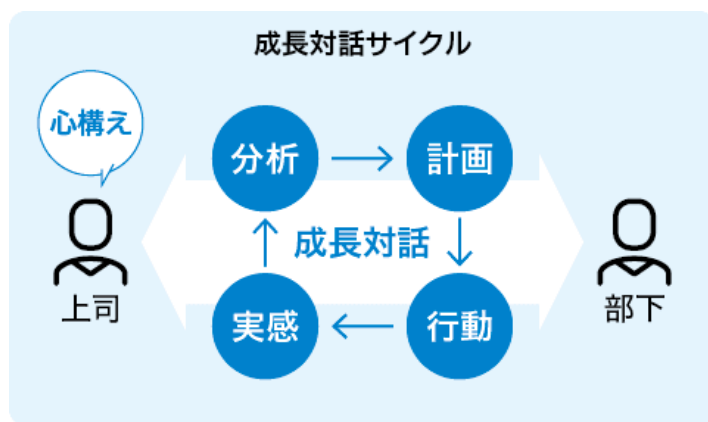 成長対話サイクル
心構え
分析
計画
成長対話
実感
行動
上司
部下